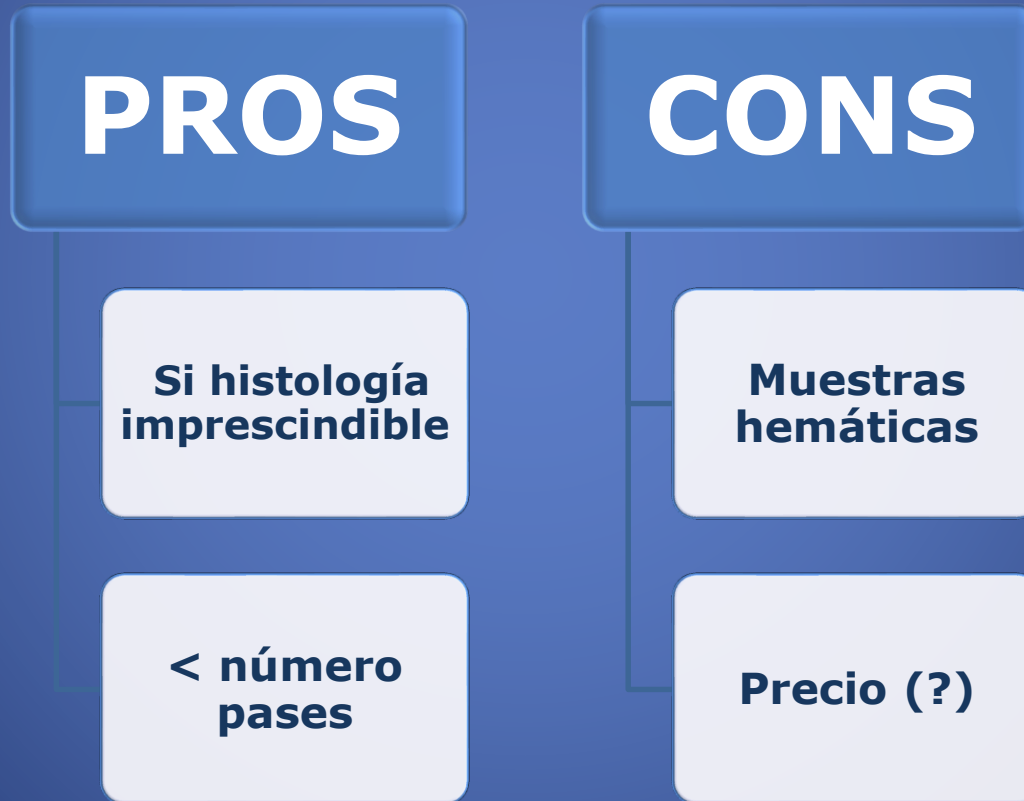 PROS
Si histología
imprescindible
< número
pases
CONS
Muestras
hemáticas
Precio (?)